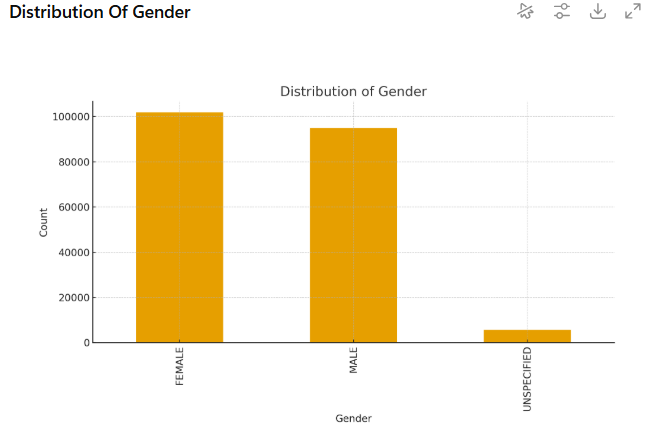 Distribution Of Gender
Distribution of Gender
100000
80000
60000
40000
20000
0
Count
FEMALE
MALE
UNSPECIFIED
Gender